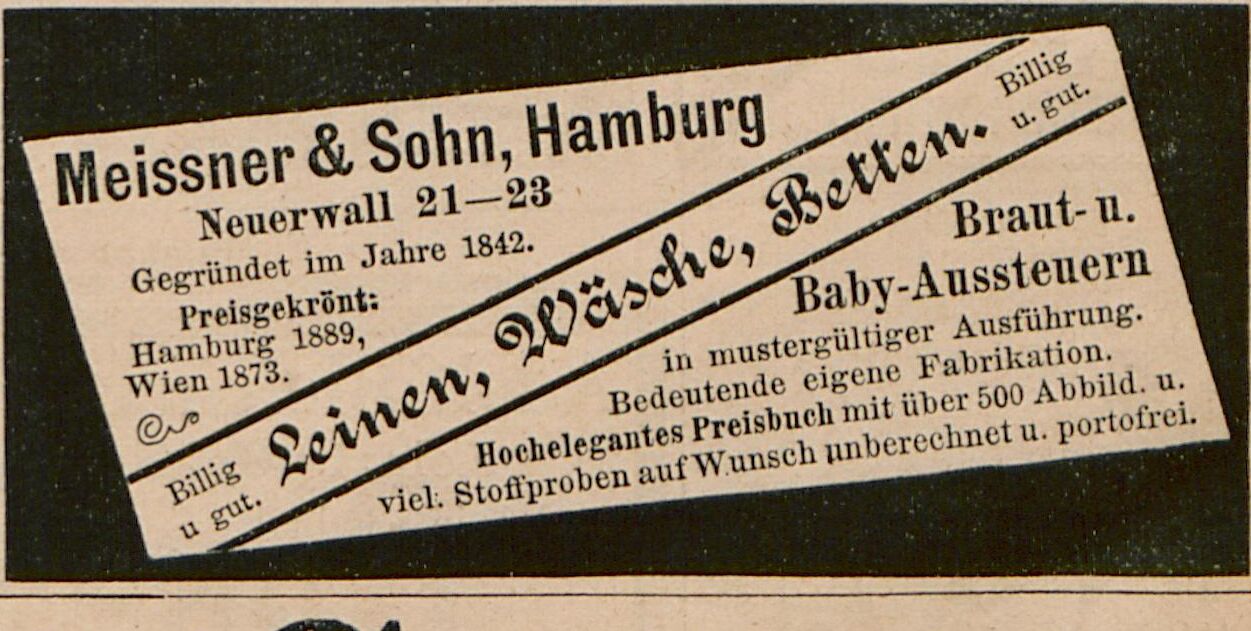 Meissner & Sohn, Hamburg
Neuerwall 21—23
Gegründet im Jahre 1842.
Preisgekrönt:
Hamburg 1889,
Wien 1873.
Billig
u gut.
Leinen, Wäsche, Betten.
Billig
u. gut.
Braut- u.
Baby-Aussteuern
in mustergültiger Ausführung.
Bedeutende eigene Fabrikation.
Hochelegantes Preisbuch mit über 500 Abbild. u.
viel. Stoffproben auf Wunsch unberechnet u. portofrei.